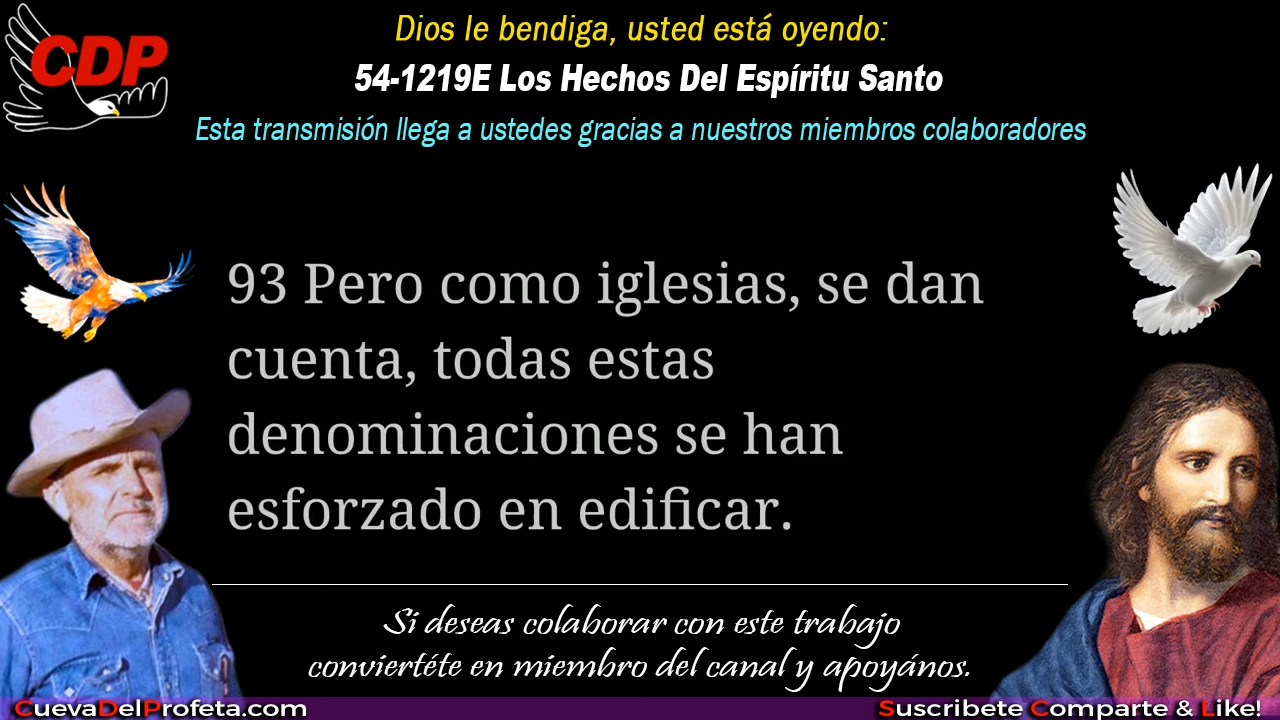 CDP
Dios le bendiga, usted está oyendo:
54-1219E Los Hechos Del Espíritu Santo
Esta transmisión llega a ustedes gracias a nuestros miembros colaboradores
93 Pero como iglesias, se dan
cuenta, todas estas
denominaciones se han
esforzado en edificar.
Si deseas colaborar con este trabajo
conviertéte en miembro del canal y apoyános.
CuevaDelProfeta.com
Suscribete Comparte & Like!